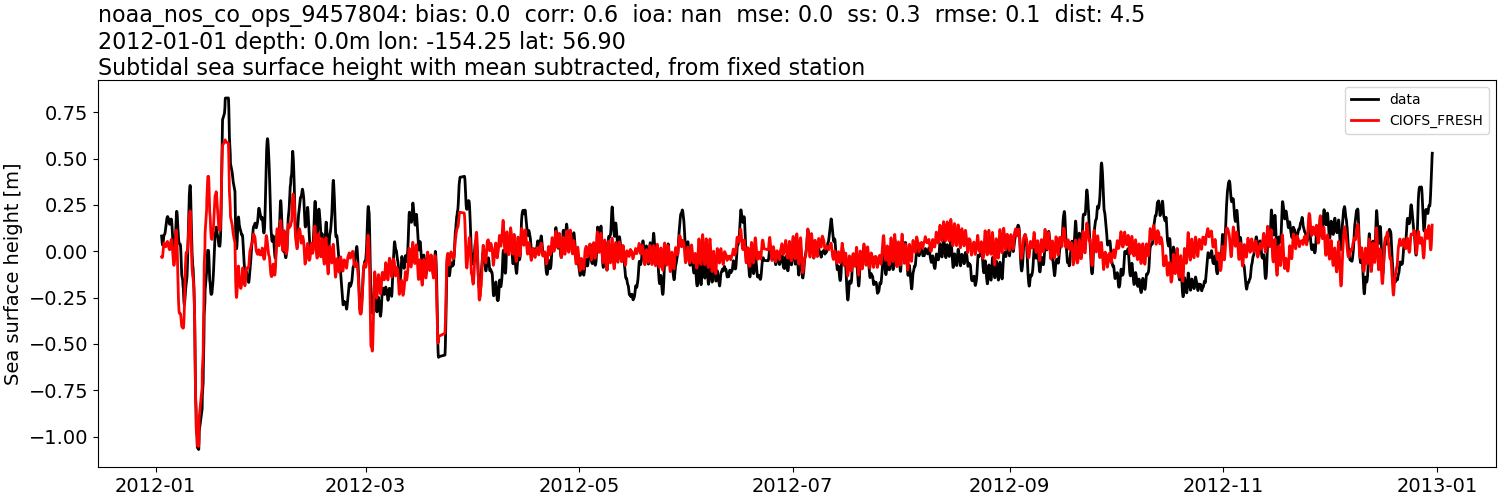 noaa_nos_co_ops_9457804: bias: 0.0  corr: 0.6  ioa: nan  mse: 0.0  ss: 0.3  rmse: 0.1  dist: 4.5
2012-01-01 depth: 0.0m lon: -154.25 lat: 56.90
Subtidal sea surface height with mean subtracted, from fixed station
data
CIOFS_FRESH
Sea surface height [m]
0.75
0.50
0.25
0.00
−0.25
−0.50
−0.75
−1.00
2012-01
2012-03
2012-05
2012-07
2012-09
2012-11
2013-01